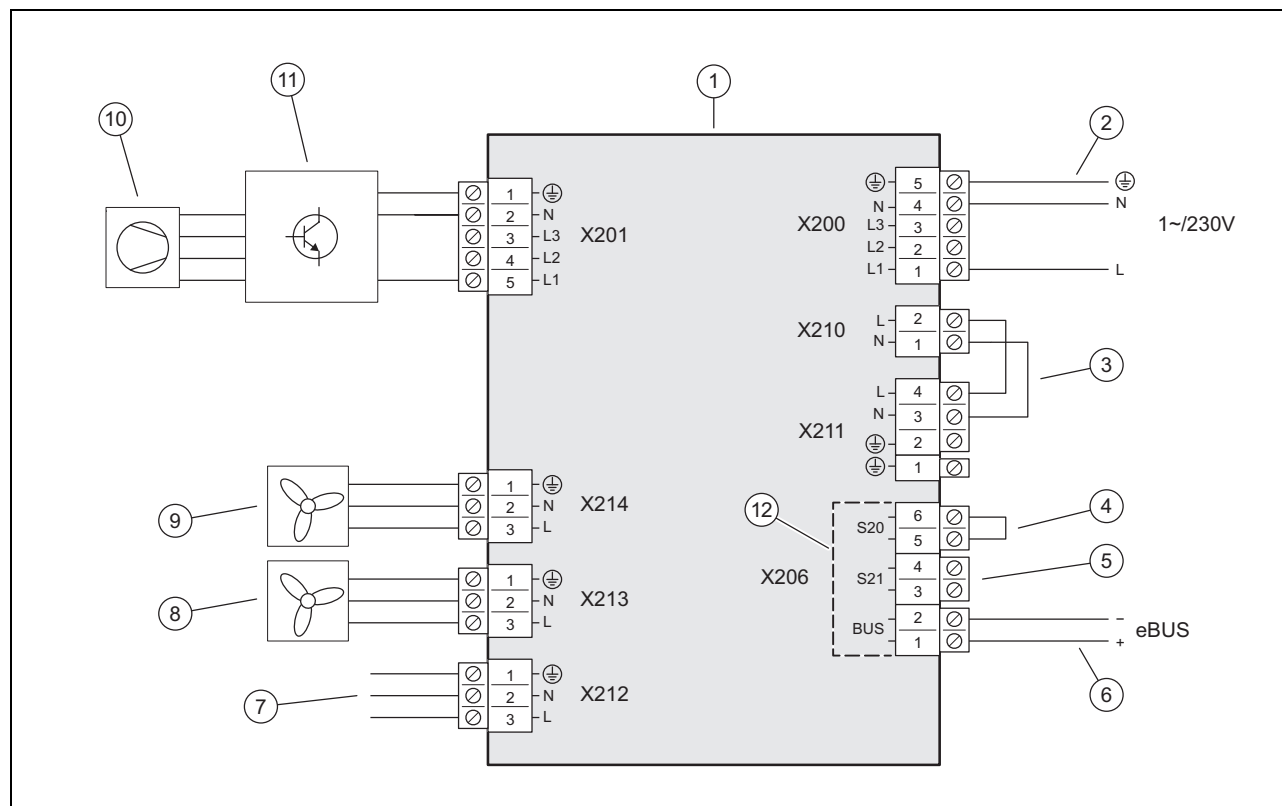 1
2
3
4
5
6
7
8
9
10
11
12
X201
1
2 N
3 L3
4 L2
5 L1
X214
1
2 N
3 L
X213
1
2 N
3 L
X212
1
2 N
3 L
X200
5
N 4 N
L3 3 1~/230V
L2 2
L1 1 L
X210
L 2
N 1
X211
L 4
N 3
2
1
X206
S20 6
5
S21 4
3
BUS 2 −
1 +
eBUS